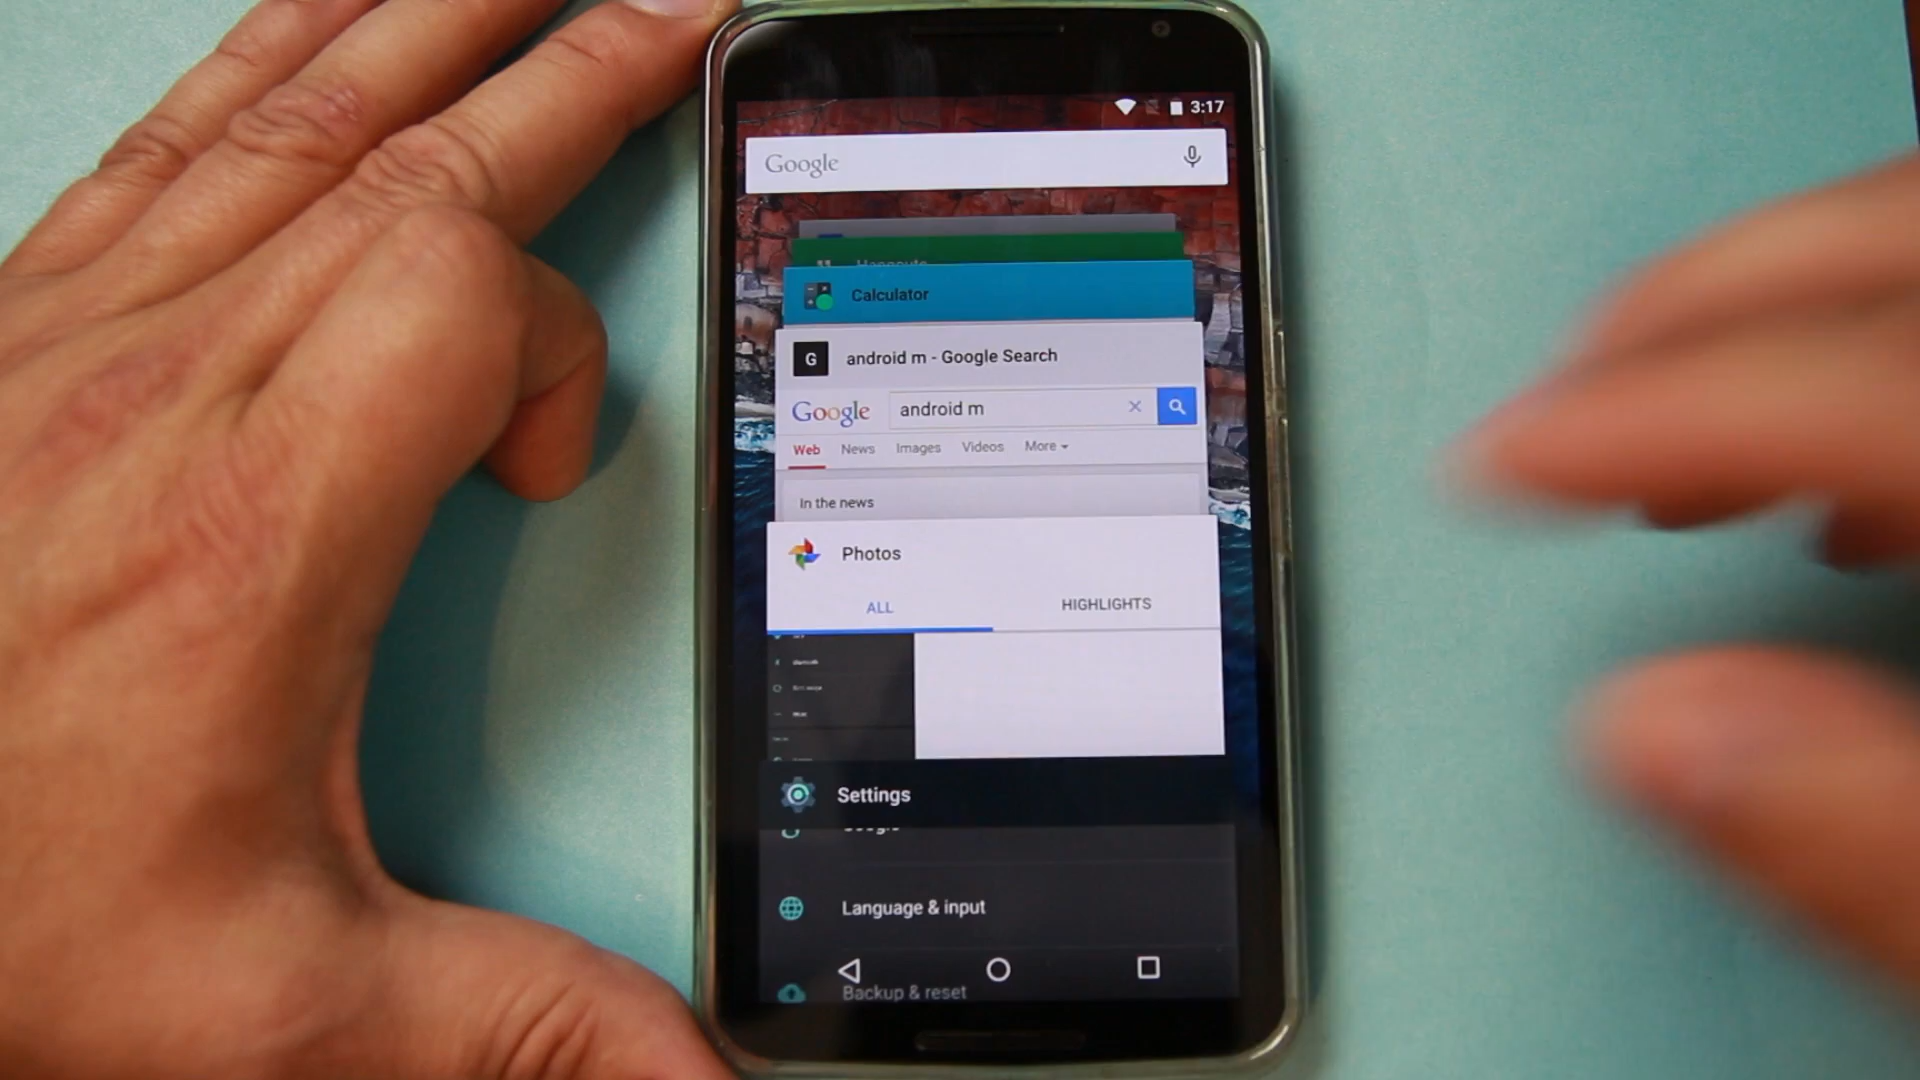 3:17
Google
Hangouts
Calculator
G android m - Google Search
Google android m
Web News Images Videos More
In the news
Photos
ALL HIGHLIGHTS
Settings
Google
Language & input
Backup & reset